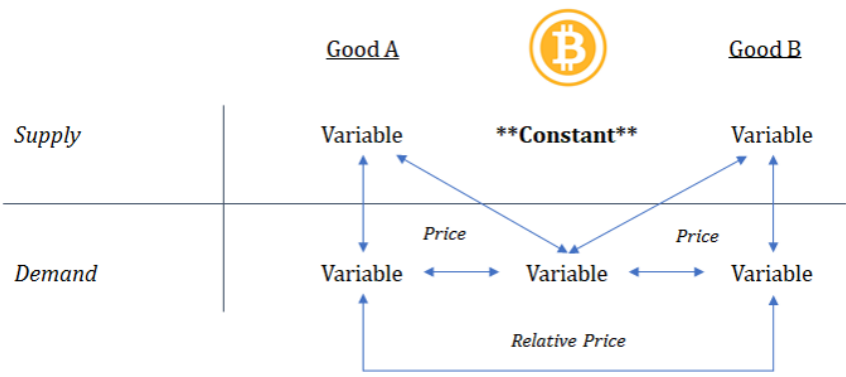 Good A
₿
Good B
Supply
Variable
**Constant**
Variable
Price
Price
Demand
Variable
Variable
Variable
Relative Price